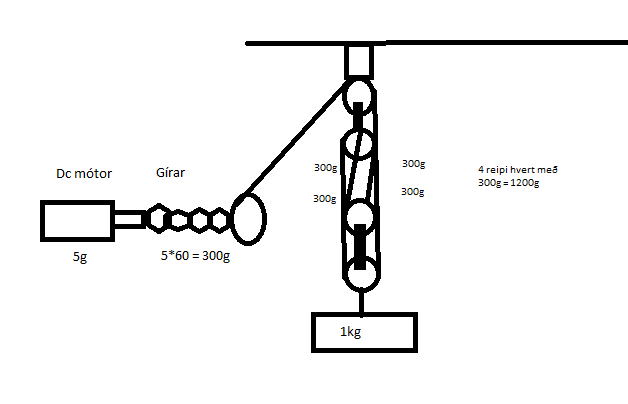 Dc mótor
Gírar
5g
5*60 = 300g
300g
300g
300g
300g
4 reipi hvert með
300g = 1200g
1kg